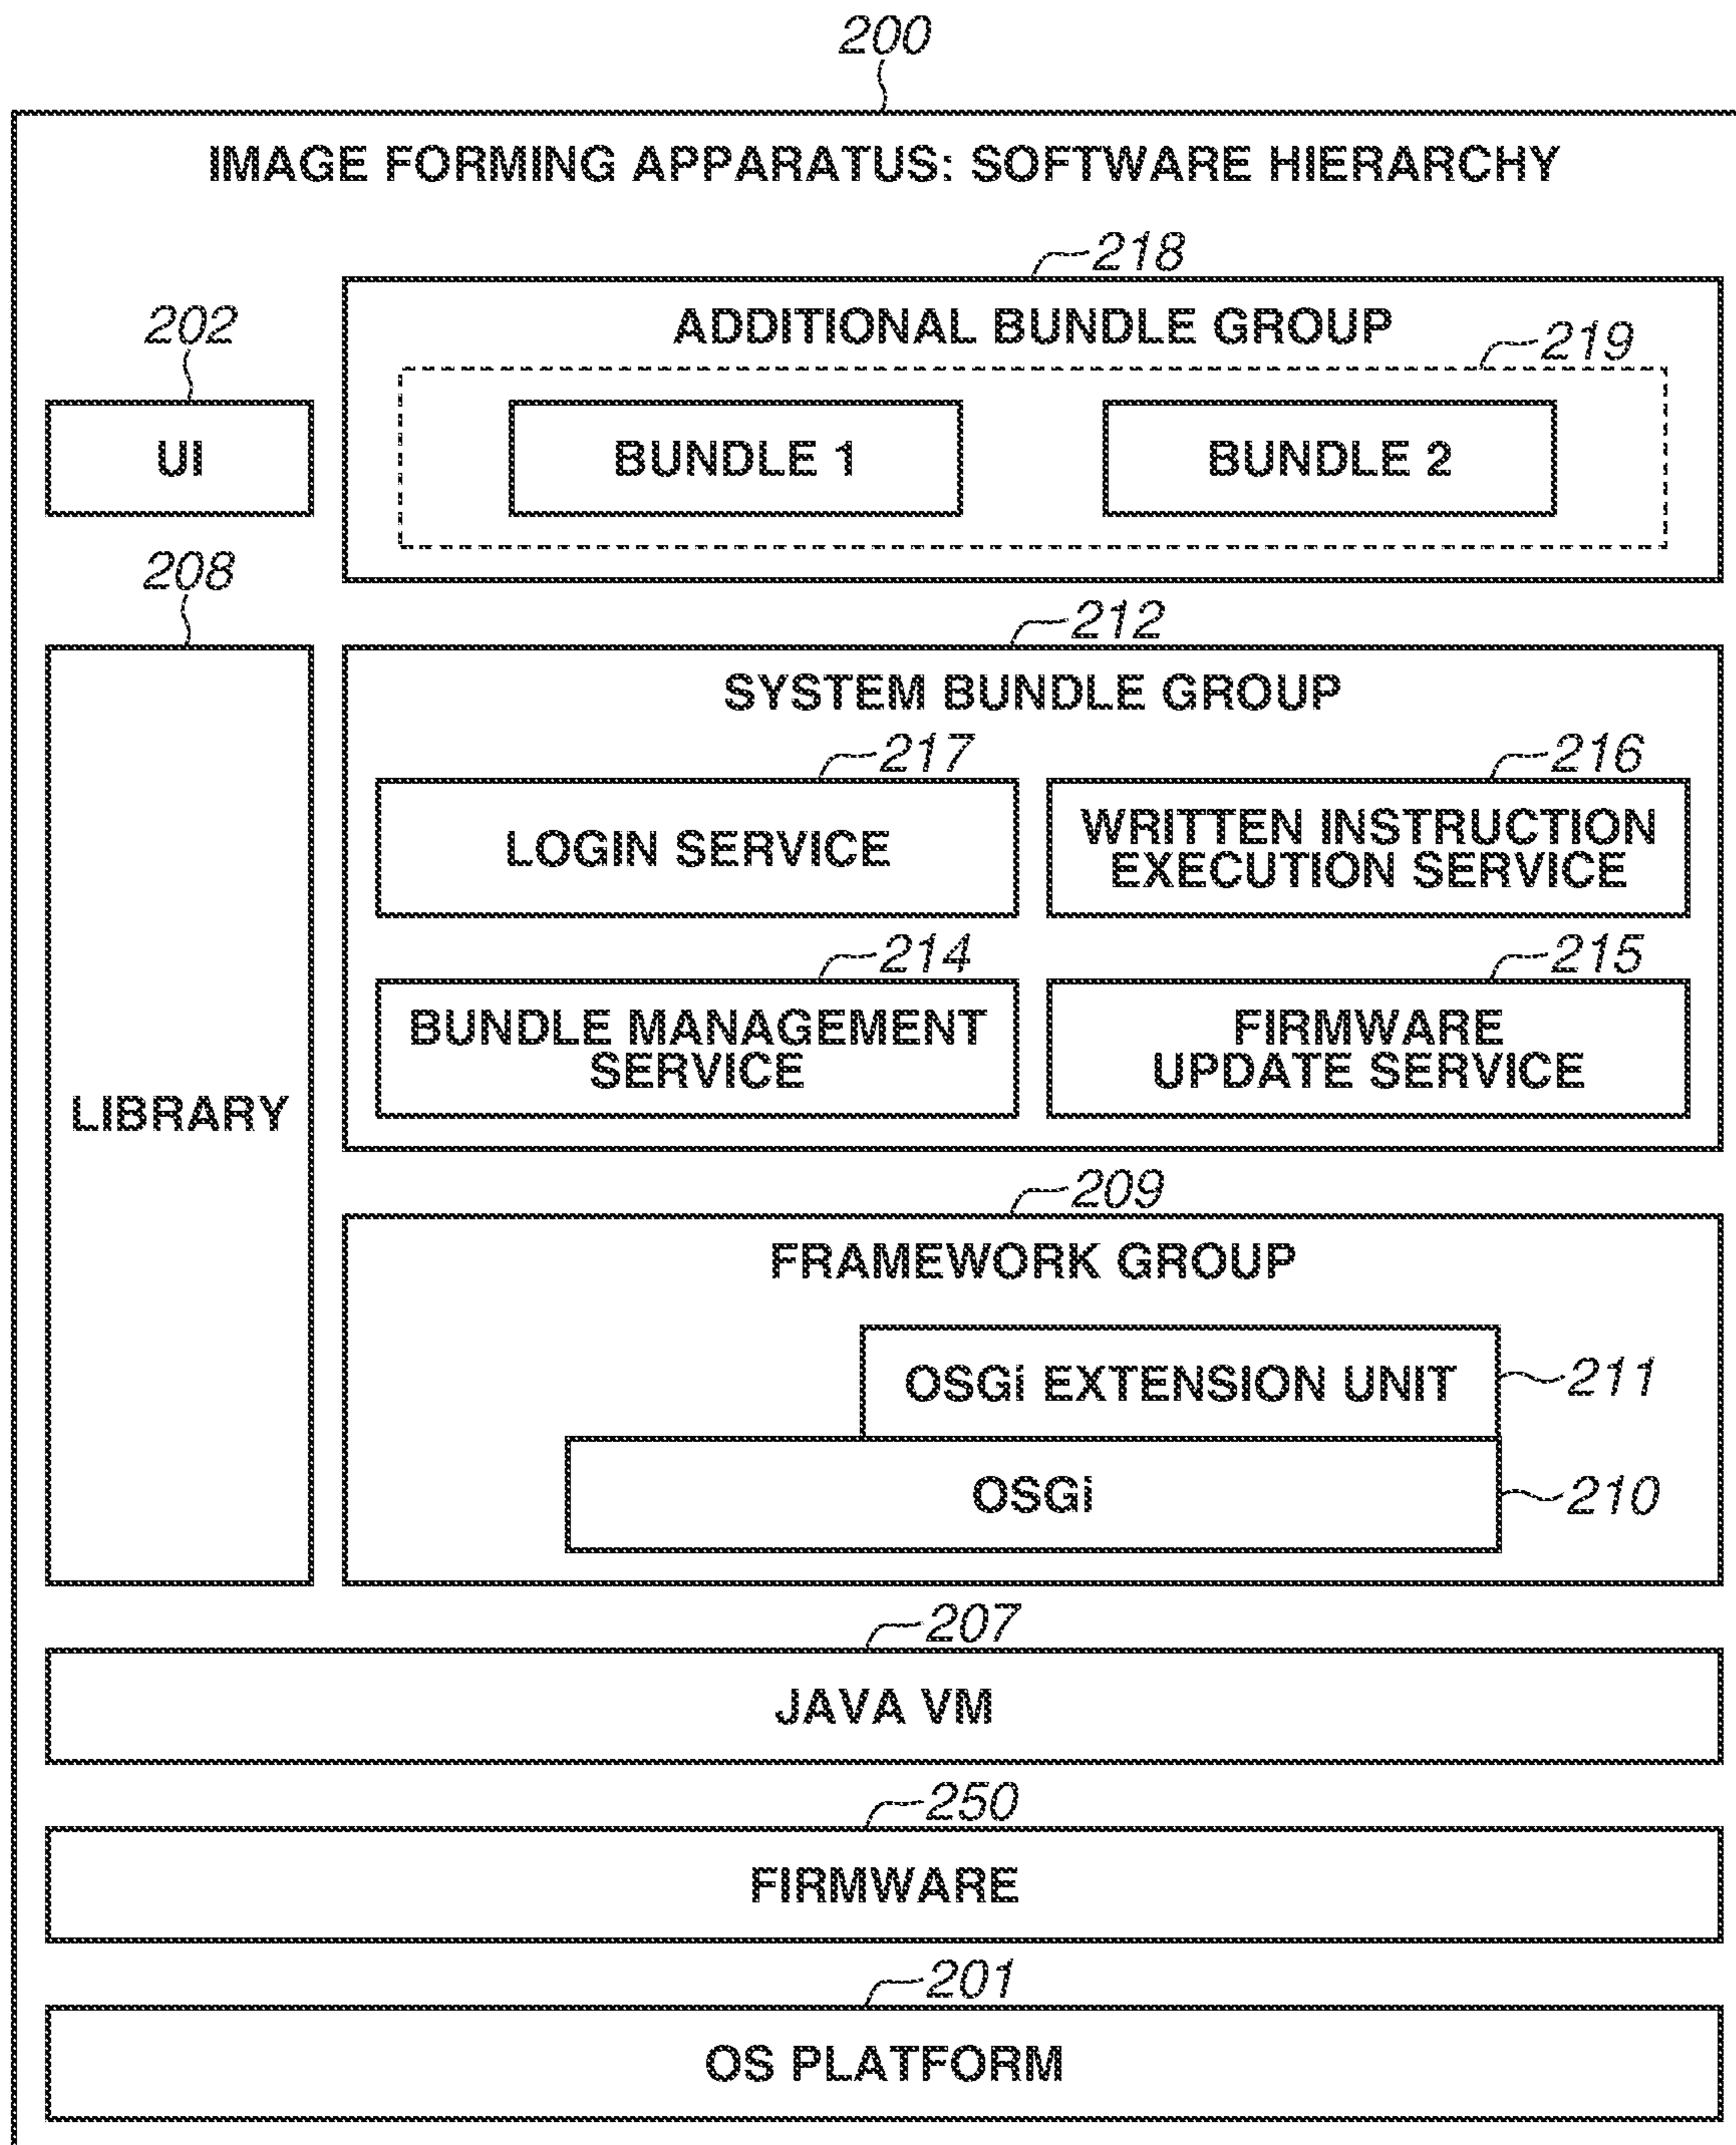 200
IMAGE FORMING APPARATUS: SOFTWARE HIERARCHY
218
ADDITIONAL BUNDLE GROUP
219
202
UI
BUNDLE 1
BUNDLE 2
208
LIBRARY
212
SYSTEM BUNDLE GROUP
217
LOGIN SERVICE
216
WRITTEN INSTRUCTION
EXECUTION SERVICE
214
BUNDLE MANAGEMENT
SERVICE
215
FIRMWARE
UPDATE SERVICE
209
FRAMEWORK GROUP
OSGi EXTENSION UNIT
211
OSGi
210
207
JAVA VM
250
FIRMWARE
201
OS PLATFORM